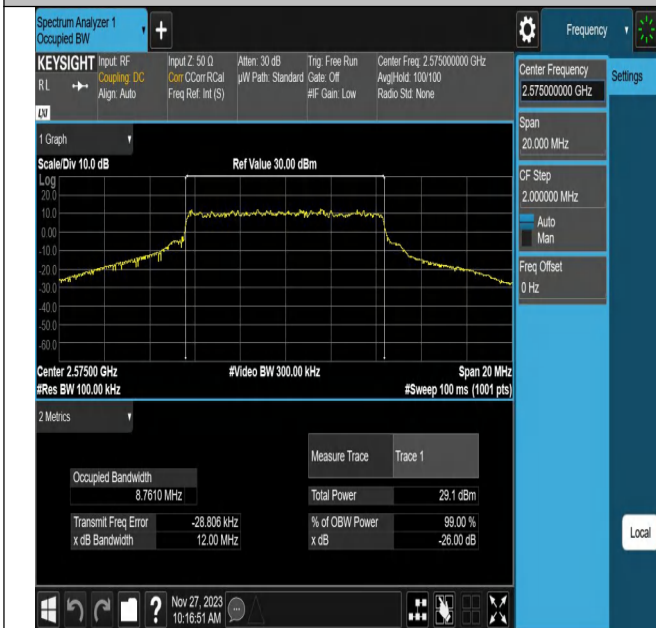 Spectrum Analyzer 1
Occupied BW
+
Frequency
KEYSIGHT
RL
LXI
Input: RF
Coupling: DC
Align: Auto
Input Z: 50 Ω
Corr CCorr RCal
Freq Ref: Int (S)
Atten: 30 dB
µW Path: Standard
Trig: Free Run
Gate: Off
#IF Gain: Low
Center Freq: 2.575000000 GHz
Avg|Hold: 100/100
Radio Std: None
Center Frequency
2.575000000 GHz
Settings
Span
20.000 MHz
CF Step
2.000000 MHz
Auto
Man
Freq Offset
0 Hz
1 Graph
Scale/Div 10.0 dB
Ref Value 30.00 dBm
Log
20.0
10.0
0.00
-10.0
-20.0
-30.0
-40.0
-50.0
-60.0
Center 2.57500 GHz
#Video BW 300.00 kHz
Span 20 MHz
#Res BW 100.00 kHz
#Sweep 100 ms (1001 pts)
2 Metrics
Measure Trace
Trace 1
Occupied Bandwidth
8.7610 MHz
Total Power
29.1 dBm
Transmit Freq Error
-28.806 kHz
% of OBW Power
99.00 %
x dB Bandwidth
12.00 MHz
x dB
-26.00 dB
Local
?
Nov 27, 2023
10:16:51 AM